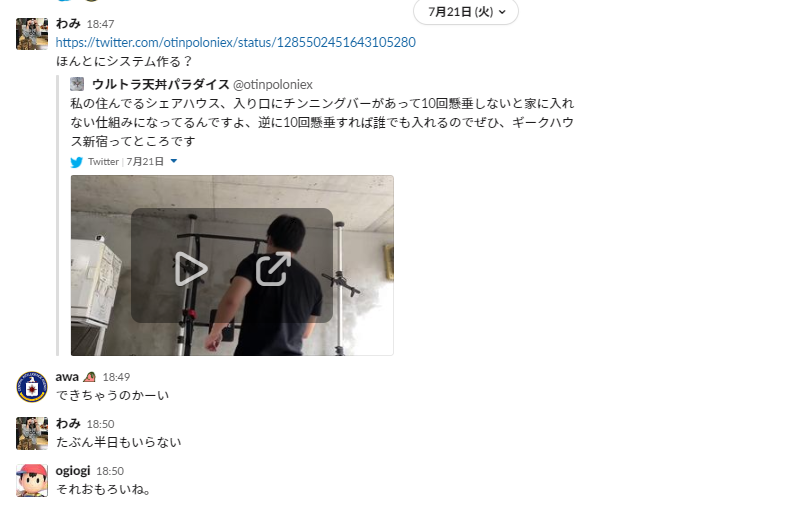 7月21日 (火)
わみ 18:47
https://twitter.com/otinpoloniex/status/1285502451643105280
ほんとにシステム作る？
ウルトラ天丼パラダイス @otinpoloniex
私の住んでるシェアハウス、入り口にチンニングバーがあって10回懸垂しないと家に入れ
ない仕組みになってるんですよ、逆に10回懸垂すれば誰でも入れるのでぜひ、ギークハウ
ス新宿ってところです
Twitter | 7月21日
awa 18:49
できちゃうのかーい
わみ 18:50
たぶん半日もいらない
ogiogi 18:50
それおもろいね。